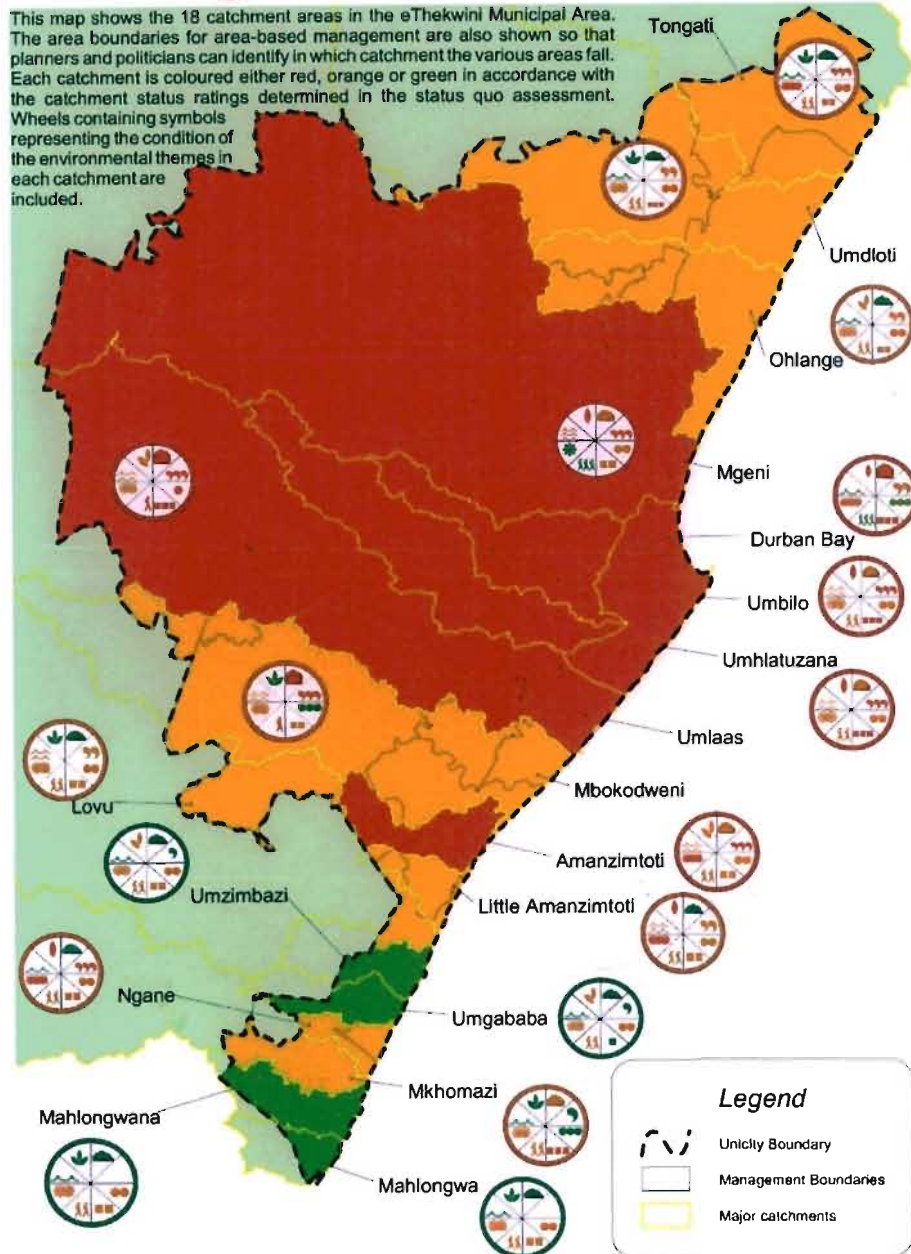 This map shows the 18 catchment areas in the eThekwini Municipal Area.
The area boundaries for area-based management are also shown so that
planners and politicians can identify in which catchment the various areas fall.
Each catchment is coloured either red, orange or green in accordance with
the catchment status ratings determined in the status quo assessment.
Wheels containing symbols
representing the condition of
the environmental themes in
each catchment are
included.
Tongati
Umdloti
Ohlange
Mgeni
Durban Bay
Umbilo
Umhlatuzana
Umlaas
Mbokodweni
Lovu
Amanzimtoti
Umzimbazi
Little Amanzimtoti
Ngane
Umgababa
Mkhomazi
Mahlongwana
Mahlongwa
Legend
Unicity Boundary
Management Boundaries
Major catchments